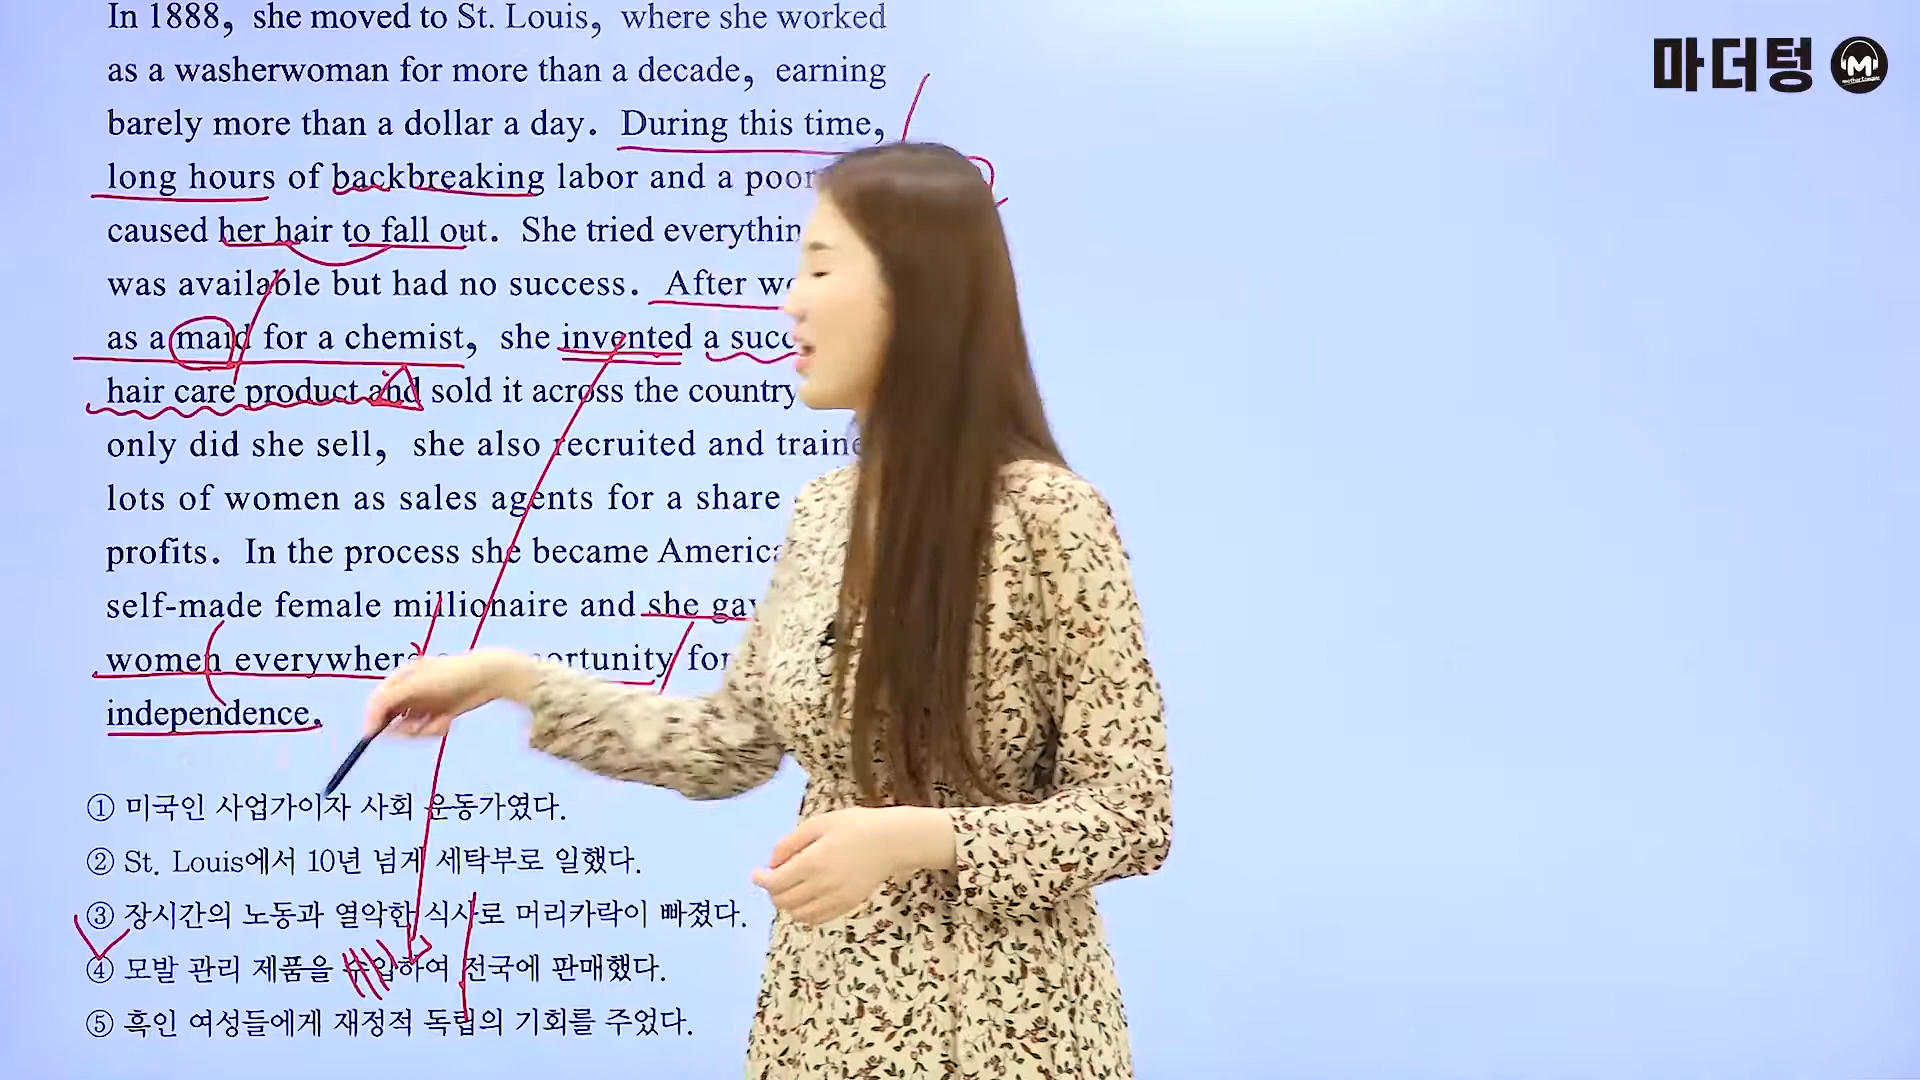 In 1888, she moved to St. Louis, where she worked
마더텅
as a washerwoman for more than a decade, earning
barely more than a dollar a day. During this time,
long hours of backbreaking labor and a poor
caused her hair to fall out. She tried
was available but had no success. After
as a maid for a chemist, she invented a
hair care product and sold it across the country
only did she sell, she also recruited and
lots of women as sales agents for a share
profits. In the process she became
self-made female millionaire and she
women everywhere for
independence.
① 미국인 사업가이자 사회 운동가였다.
② St. Louis에서 10년 넘게 세탁부로 일했다.
③ 장시간의 노동과 열악한 식사로 머리카락이 빠졌다.
④ 모발 관리 제품을 수입하여 전국에 판매했다.
⑤ 흑인 여성들에게 재정적 독립의 기회를 주었다.